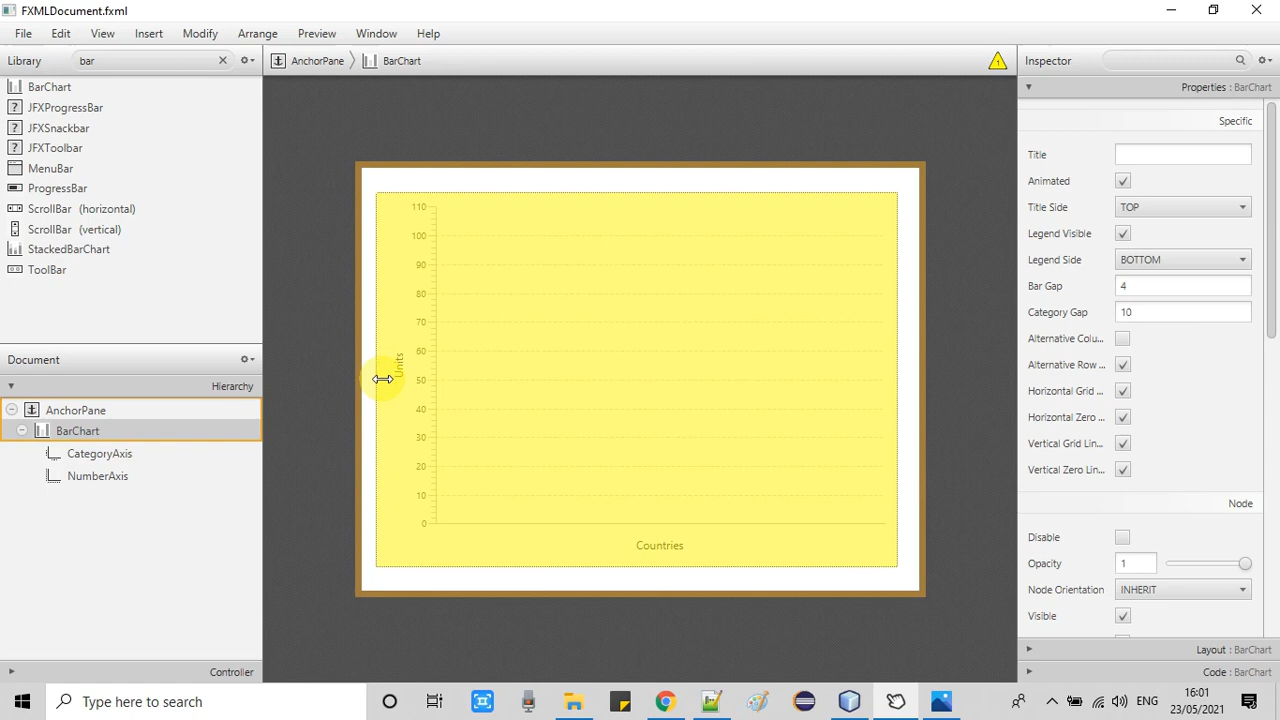 FXMLDocument.fxml
File Edit View Insert Modify Arrange Preview Window Help
Library bar
AnchorPane BarChart
1
Inspector
BarChart
JFXProgressBar
JFXSnackbar
JFXToolbar
MenuBar
ProgressBar
ScrollBar (horizontal)
ScrollBar (vertical)
StackedBarChart
ToolBar
Document
Hierarchy
AnchorPane
BarChart
CategoryAxis
NumberAxis
Controller
110
100
90
80
70
60
50
40
30
20
10
0
Units
Countries
Properties : BarChart
Specific
Title
Animated
Title Side TOP
Legend Visible
Legend Side BOTTOM
Bar Gap 4
Category Gap 10
Alternative Colu...
Alternative Row ...
Horizontal Grid ...
Horizontal Zero ...
Vertical Grid Lin...
Vertical Zero Lin...
Node
Disable
Opacity 1
Node Orientation INHERIT
Visible
Layout : BarChart
Code : BarChart
Type here to search
ENG
16:01
23/05/2021